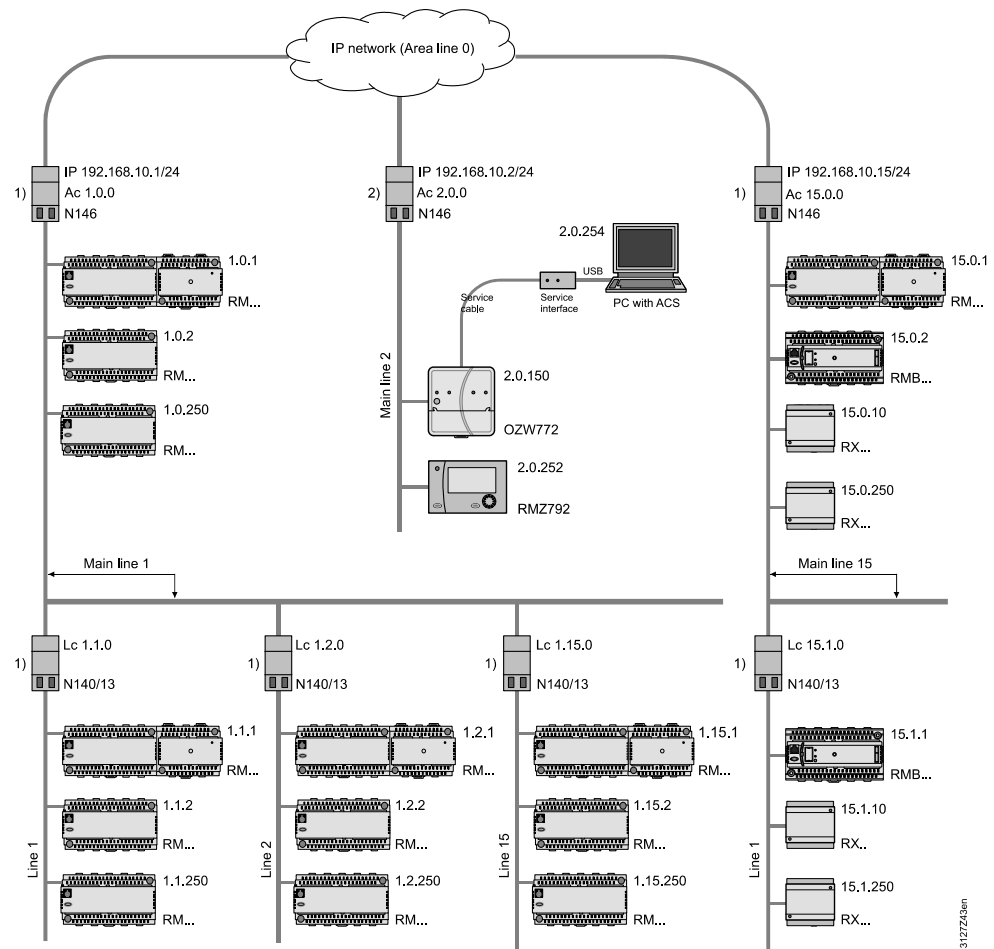 IP network (Area line 0)
1)
IP 192.168.10.1/24
Ac 1.0.0
N146
2)
IP 192.168.10.2/24
Ac 2.0.0
N146
1)
IP 192.168.10.15/24
Ac 15.0.0
N146
1.0.1
RM...
1.0.2
RM...
1.0.250
RM...
Main line 2
2.0.254
USB
Service
cable
Service
interface
PC with ACS
2.0.150
OZW772
2.0.252
RMZ792
15.0.1
RM...
15.0.2
RMB...
15.0.10
RX...
15.0.250
RX...
Main line 1
Main line 15
1)
Lc 1.1.0
N140/13
1)
Lc 1.2.0
N140/13
1)
Lc 1.15.0
N140/13
1)
Lc 15.1.0
N140/13
Line 1
1.1.1
RM...
1.1.2
RM...
1.1.250
RM...
Line 2
1.2.1
RM...
1.2.2
RM...
1.2.250
RM...
Line 15
1.15.1
RM...
1.15.2
RM...
1.15.250
RM...
Line 1
15.1.1
RMB...
15.1.10
RX...
15.1.250
RX...
3127Z43en